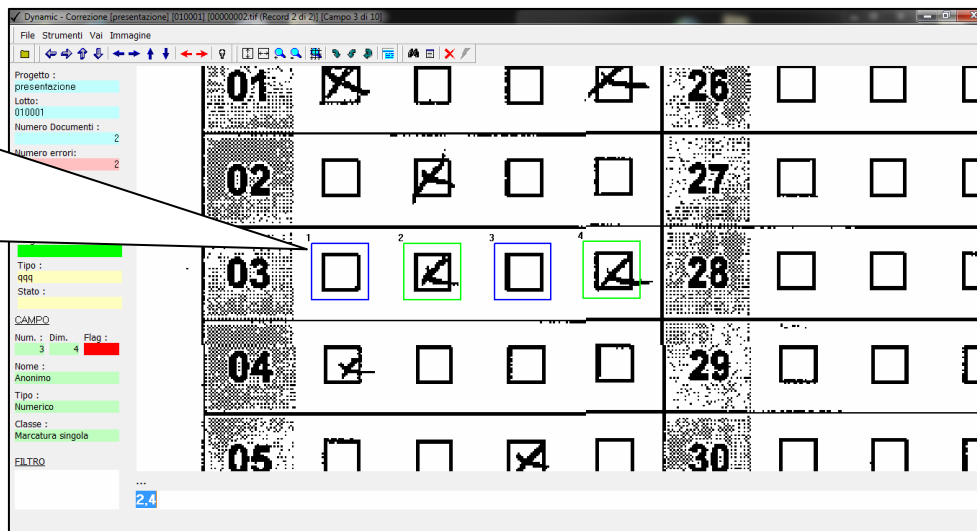 Dynamic - Correzione [presentazione] [010001] [00000002.tif (Record 2 di 2)] [Campo 3 di 10]
File Strumenti Vai Immagine
Progetto :
presentazione
Lotto:
010001
Numero Documenti :
2
Numero errori:
2
Tipo :
qqq
Stato :
CAMPO
Num. : Dim. Flag :
3 4
Nome :
Anonimo
Tipo :
Numerico
Classe :
Marcatura singola
FILTRO
01 26
02 27
1 2 3 4
03 28
04 29
05 30
...
2,4